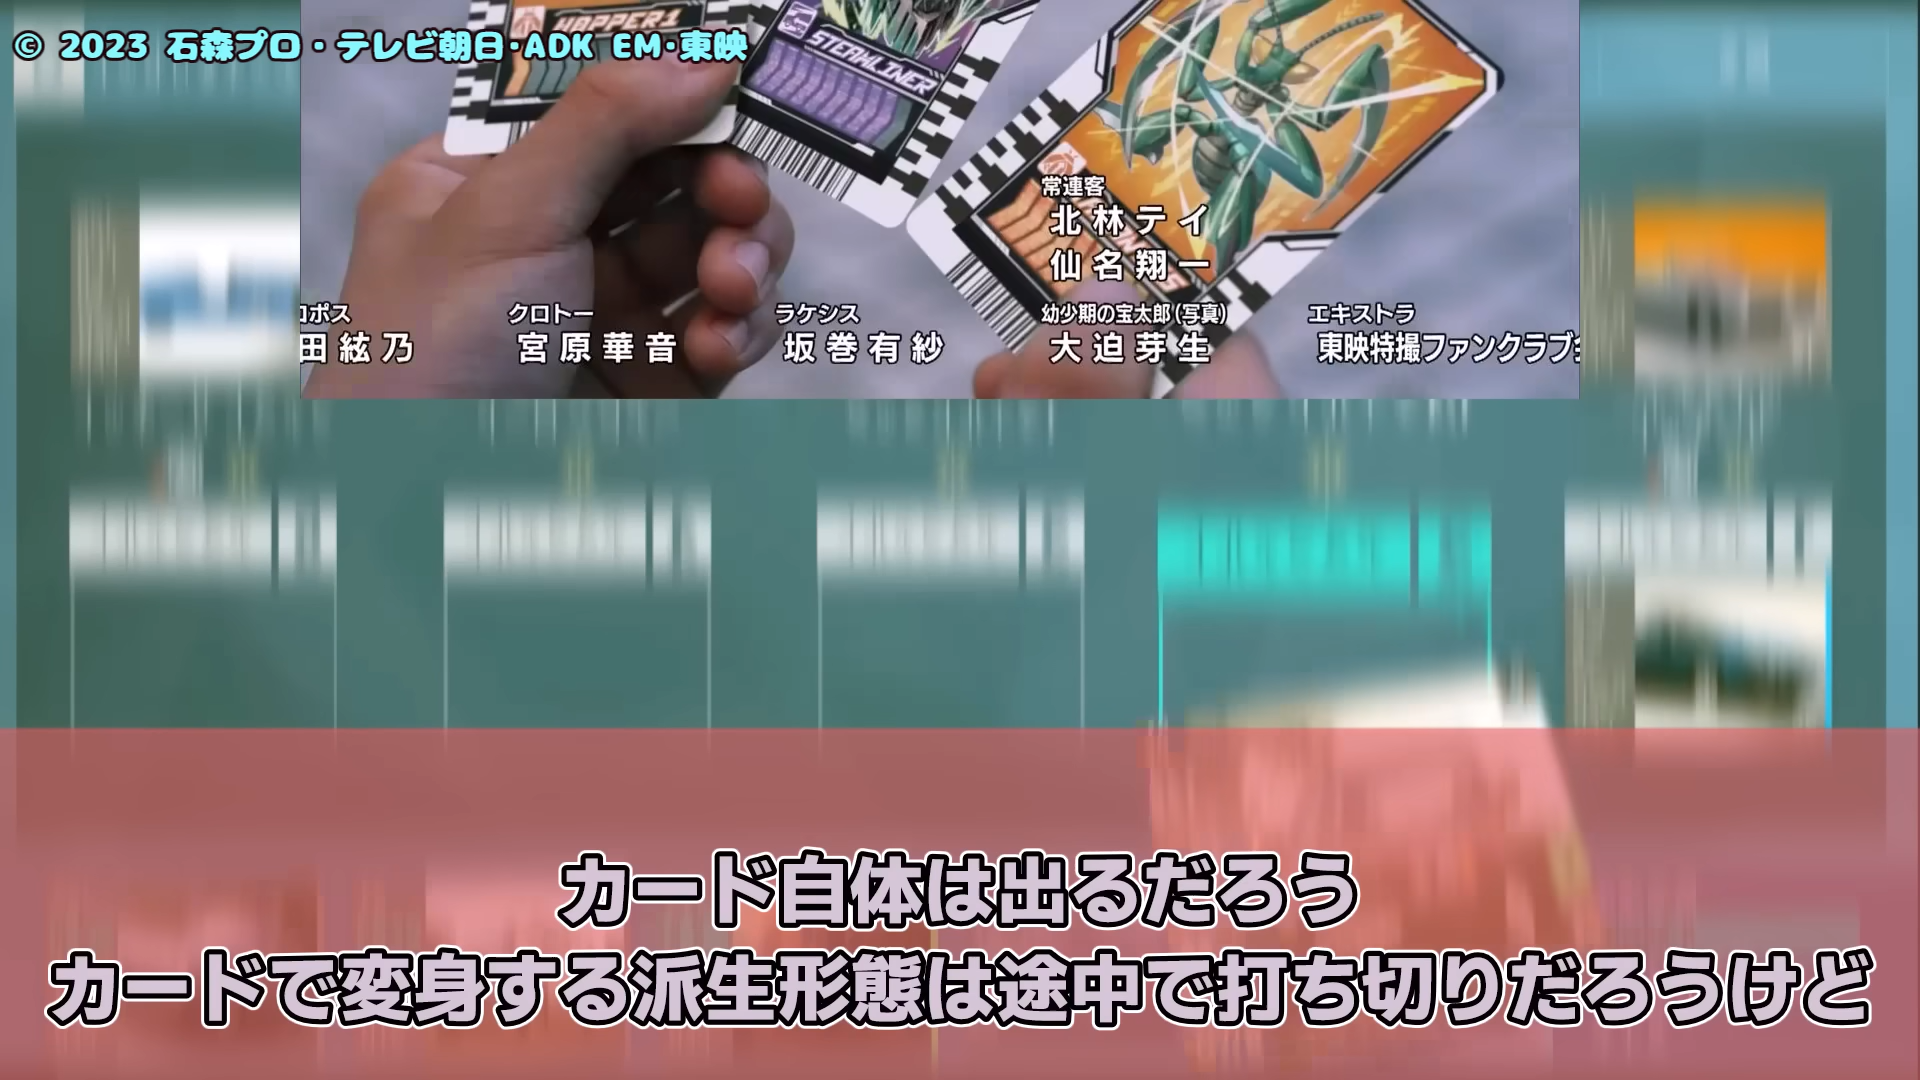 © 2023 石森プロ・テレビ朝日・ADK EM・東映
HAPPER1
STEAMLINER
常連客
北林テイ
仙名翔一
ロポス
田絃乃
クロトー
宮原華音
ラケシス
坂巻有紗
幼少期の宝太郎(写真)
大迫芽生
エキストラ
東映特撮ファンクラブ
カード自体は出るだろう
カードで変身する派生形態は途中で打ち切りだろうけど